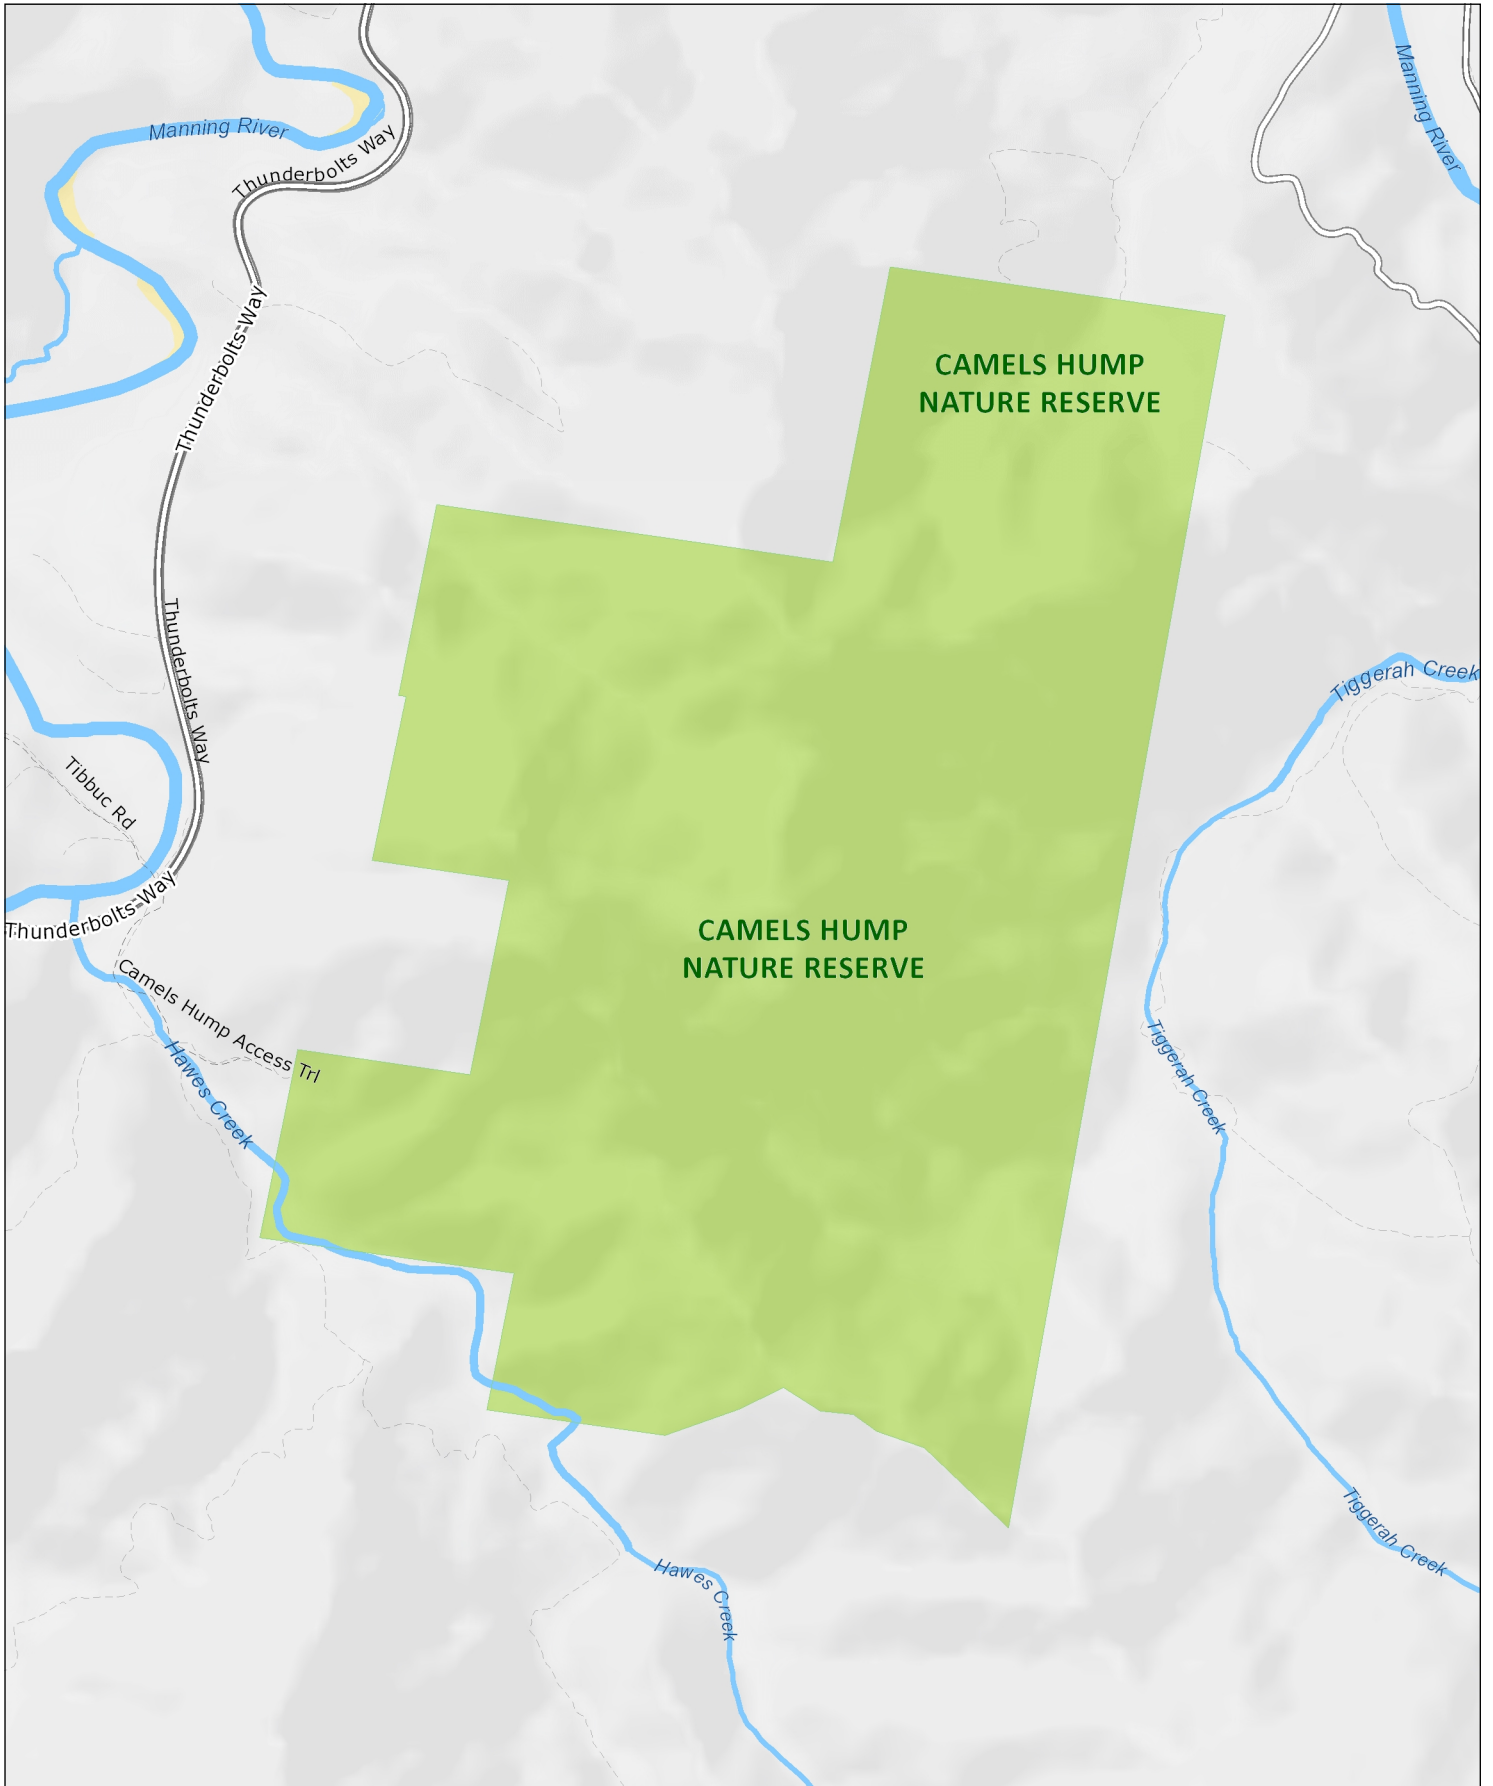 Manning River
Manning River
Thunderbolts Way
Thunderbolts Way
CAMELS HUMP
NATURE RESERVE
Thunderbolts Way
Tiggerah Creek
Tibbuc Rd
Thunderbolts Way
CAMELS HUMP
NATURE RESERVE
Camels Hump Access Trl
Hawes Creek
Tiggerah Creek
Tiggerah Creek
Hawes Creek